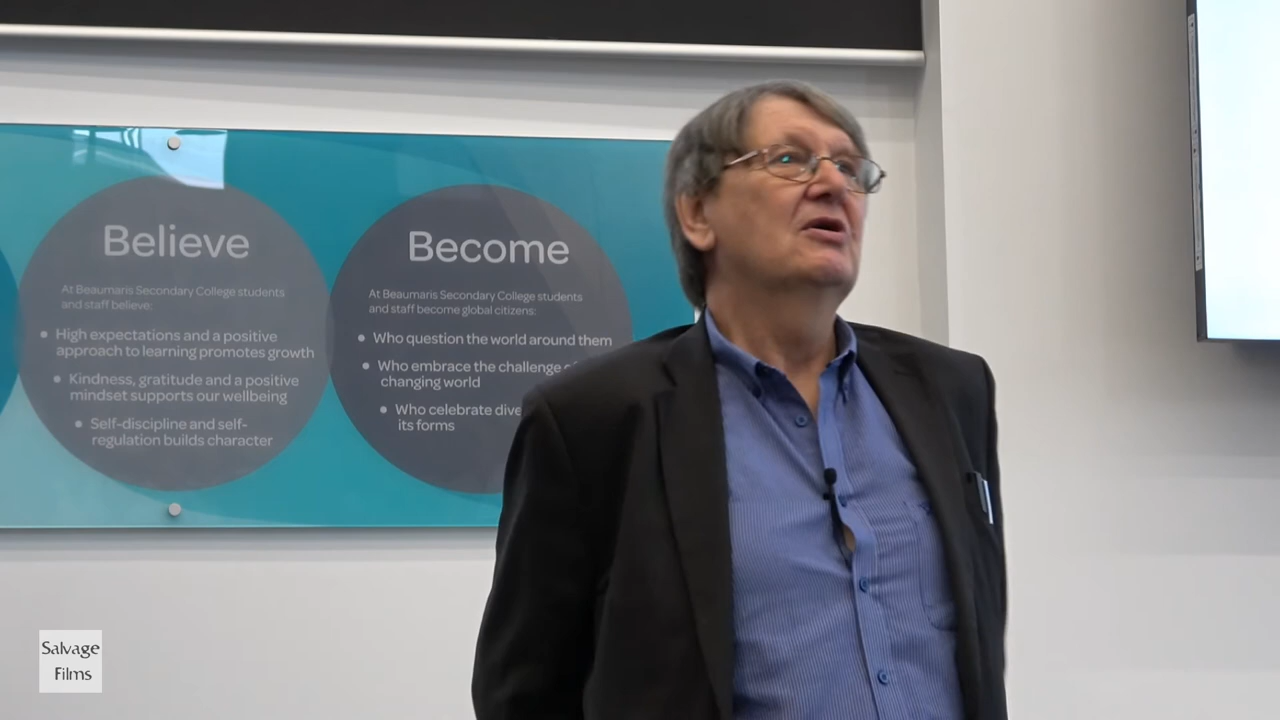 Believe
At Beaumaris Secondary College students
and staff believe:
• High expectations and a positive
approach to learning promotes growth
• Kindness, gratitude and a positive
mindset supports our wellbeing
• Self-discipline and self-
regulation builds character
Become
At Beaumaris Secondary College students
and staff become global citizens:
• Who question the world around them
• Who embrace the challenge
changing world
• Who celebrate
its forms
Salvage
Films